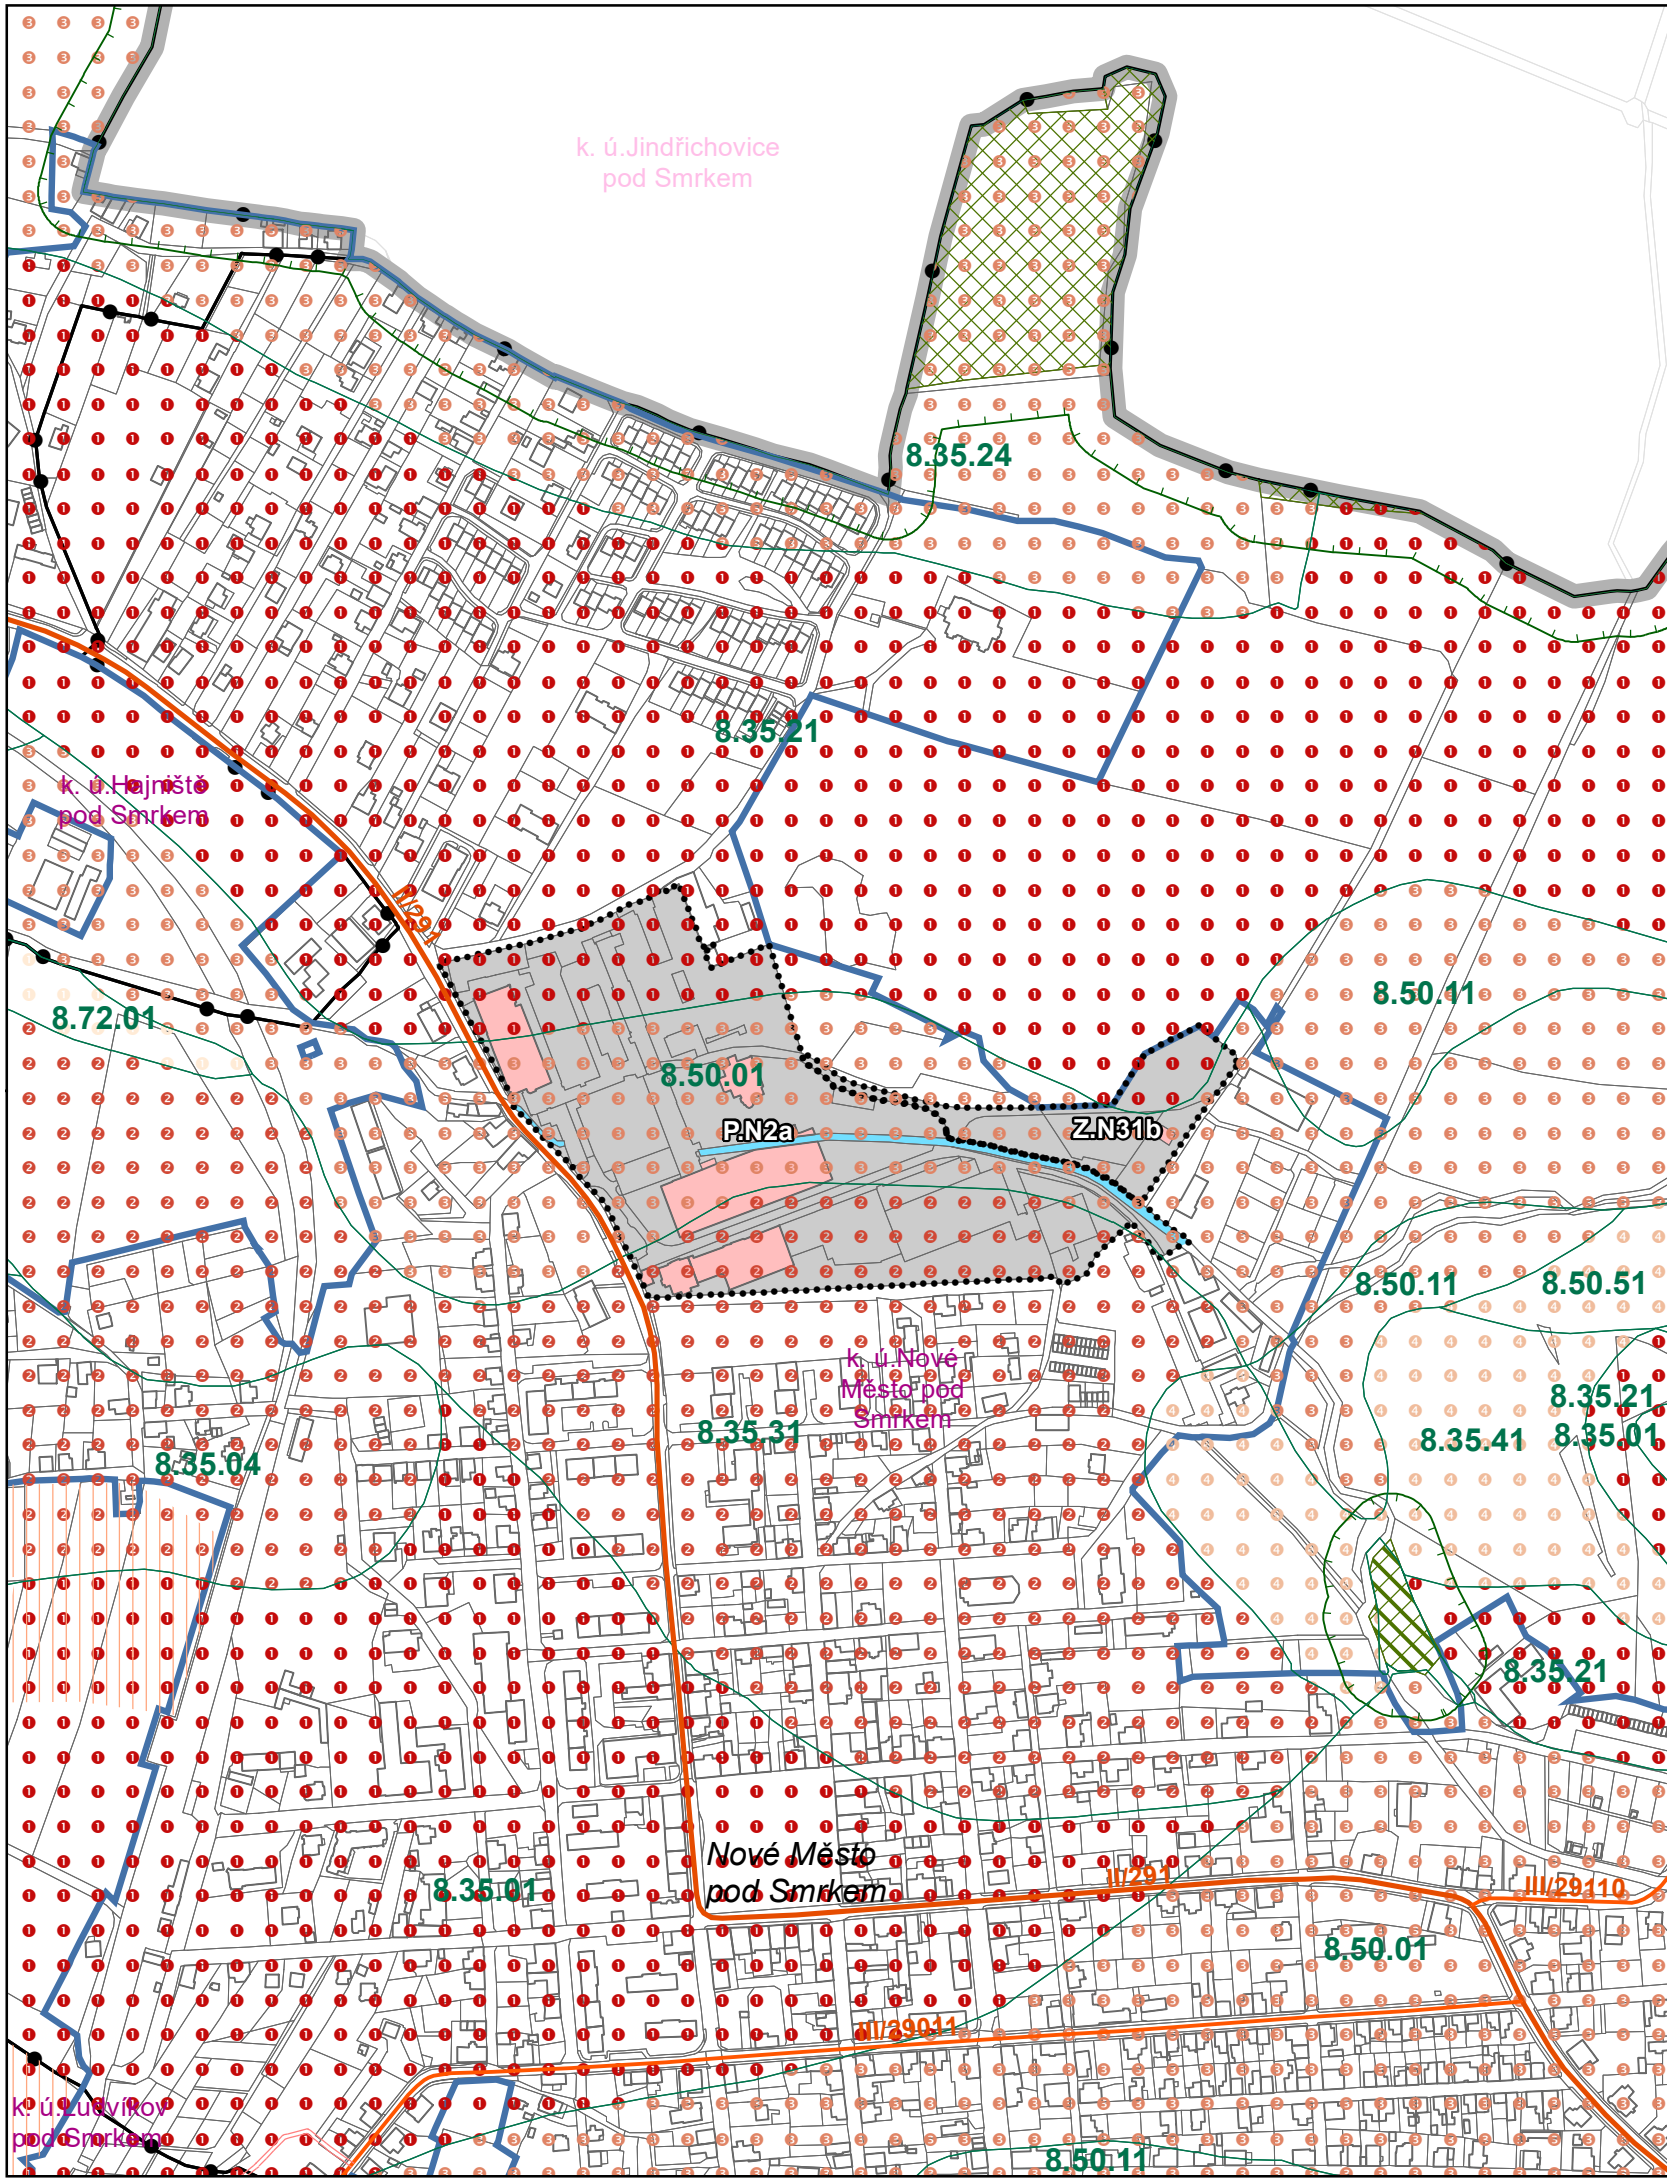 k. ú.Jindřichovice
pod Smrkem
8.35.24
8.35.21
k. ú.Hajniště
pod Smrkem
II/291
8.50.11
8.72.01
8.50.01
P.N2a
Z.N31b
8.50.11
8.50.51
k. ú.Nové
Město pod
Smrkem
8.35.21
8.35.31
8.35.41
8.35.01
8.35.04
8.35.21
Nové Město
pod Smrkem
II/291
III/29110
8.35.01
8.50.01
III/29011
k. ú.Ludvíkov
pod Smrkem
8.50.11